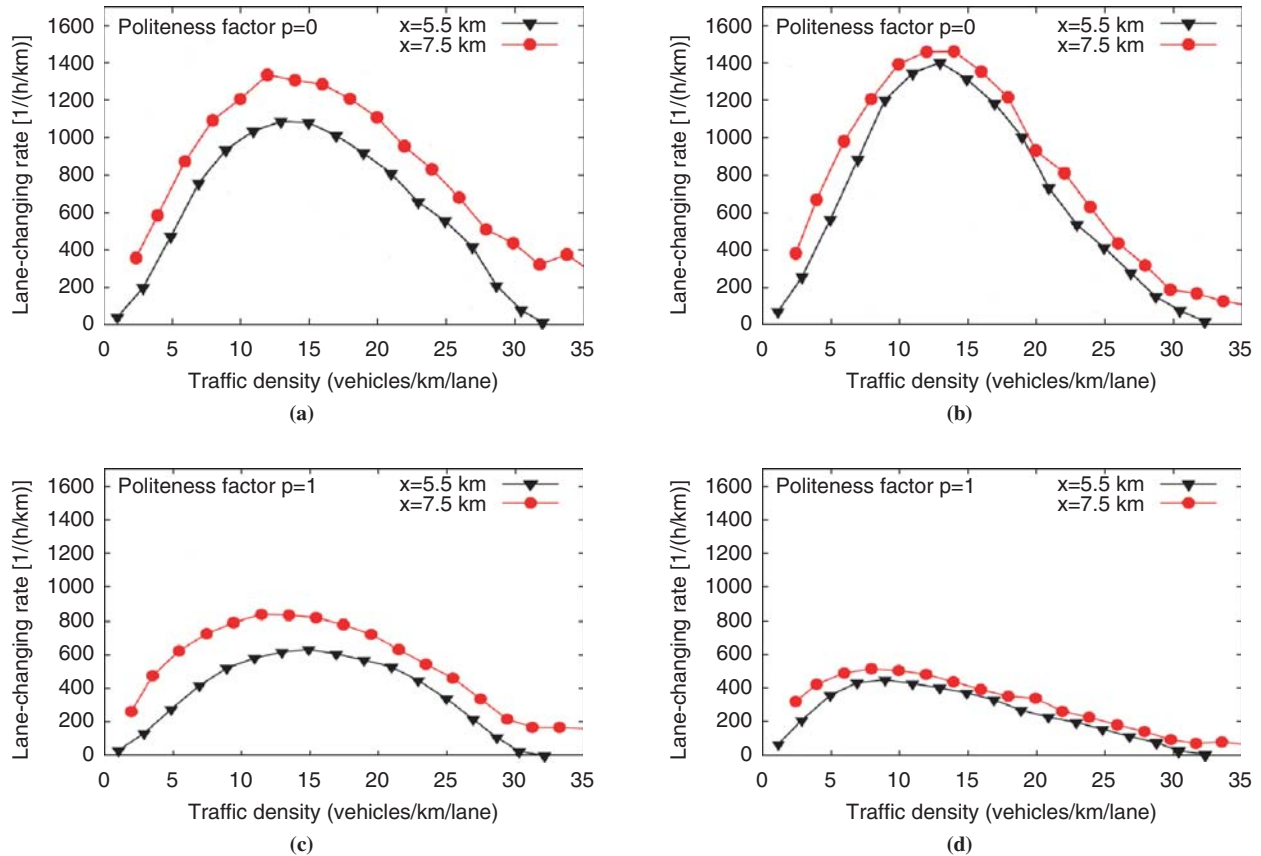 Politeness factor p=0
x=5.5 km
x=7.5 km
Lane-changing rate [1/(h/km)]
1600
1400
1200
1000
800
600
400
200
0
0 5 10 15 20 25 30 35
Traffic density (vehicles/km/lane)
(a)
Politeness factor p=0
x=5.5 km
x=7.5 km
Lane-changing rate [1/(h/km)]
1600
1400
1200
1000
800
600
400
200
0
0 5 10 15 20 25 30 35
Traffic density (vehicles/km/lane)
(b)
Politeness factor p=1
x=5.5 km
x=7.5 km
Lane-changing rate [1/(h/km)]
1600
1400
1200
1000
800
600
400
200
0
0 5 10 15 20 25 30 35
Traffic density (vehicles/km/lane)
(c)
Politeness factor p=1
x=5.5 km
x=7.5 km
Lane-changing rate [1/(h/km)]
1600
1400
1200
1000
800
600
400
200
0
0 5 10 15 20 25 30 35
Traffic density (vehicles/km/lane)
(d)